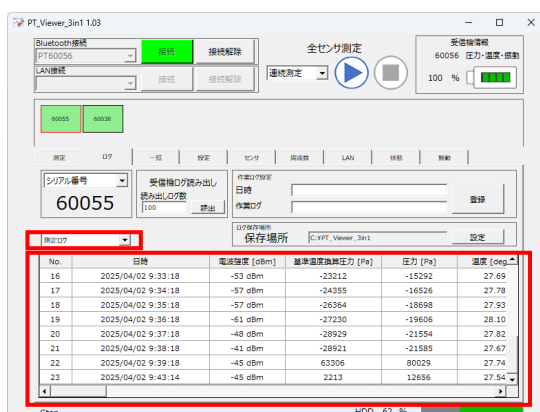 PT_Viewer_3in1 1.03
Bluetooth接続
PT60056 接続 接続解除
LAN接続
接続 接続解除
全センサ測定
連続測定
受信機情報
60056 圧力・温度・振動
100 %
60055 60038
測定 ログ 一覧 設定 センサ 周波数 LAN 状態 振動
シリアル番号
60055
受信機ログ読み出し
読み出しログ数
100 読出
作業ログ設定
日時
作業ログ
登録
測定ログ
ログ保存場所
保存場所 C:¥PT_Viewer_3in1 設定
No. 日時 電波強度 [dBm] 基準温度換算圧力 [Pa] 圧力 [Pa] 温度 [deg
16 2025/04/02 9:33:18 -53 dBm -23212 -15292 27.69
17 2025/04/02 9:34:18 -57 dBm -24355 -16526 27.78
18 2025/04/02 9:35:18 -57 dBm -26364 -18698 27.93
19 2025/04/02 9:36:18 -61 dBm -27230 -19606 28.10
20 2025/04/02 9:37:18 -48 dBm -28929 -21554 27.82
21 2025/04/02 9:38:18 -41 dBm -28921 -21585 27.67
22 2025/04/02 9:39:18 -45 dBm 63306 80029 27.74
23 2025/04/02 9:43:14 -45 dBm 2213 12656 27.54
Stop HDD 62 %